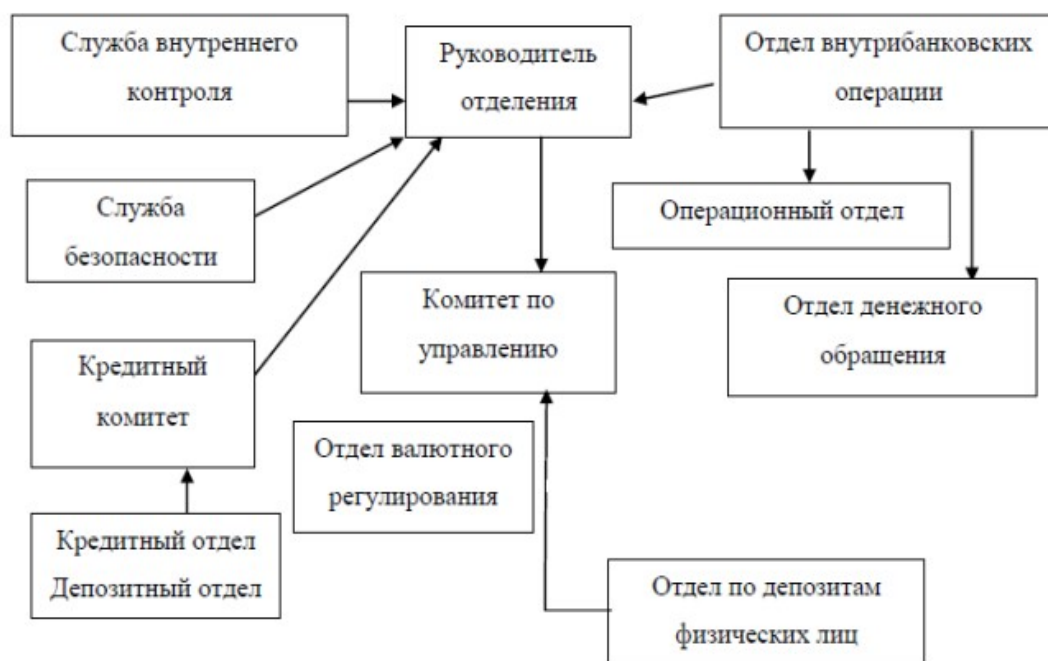 Служба внутреннего
контроля
Руководитель
отделения
Отдел внутрибанковских
операции
Служба
безопасности
Операционный отдел
Комитет по
управлению
Отдел денежного
обращения
Кредитный
комитет
Отдел валютного
регулирования
Кредитный отдел
Депозитный отдел
Отдел по депозитам
физических лиц